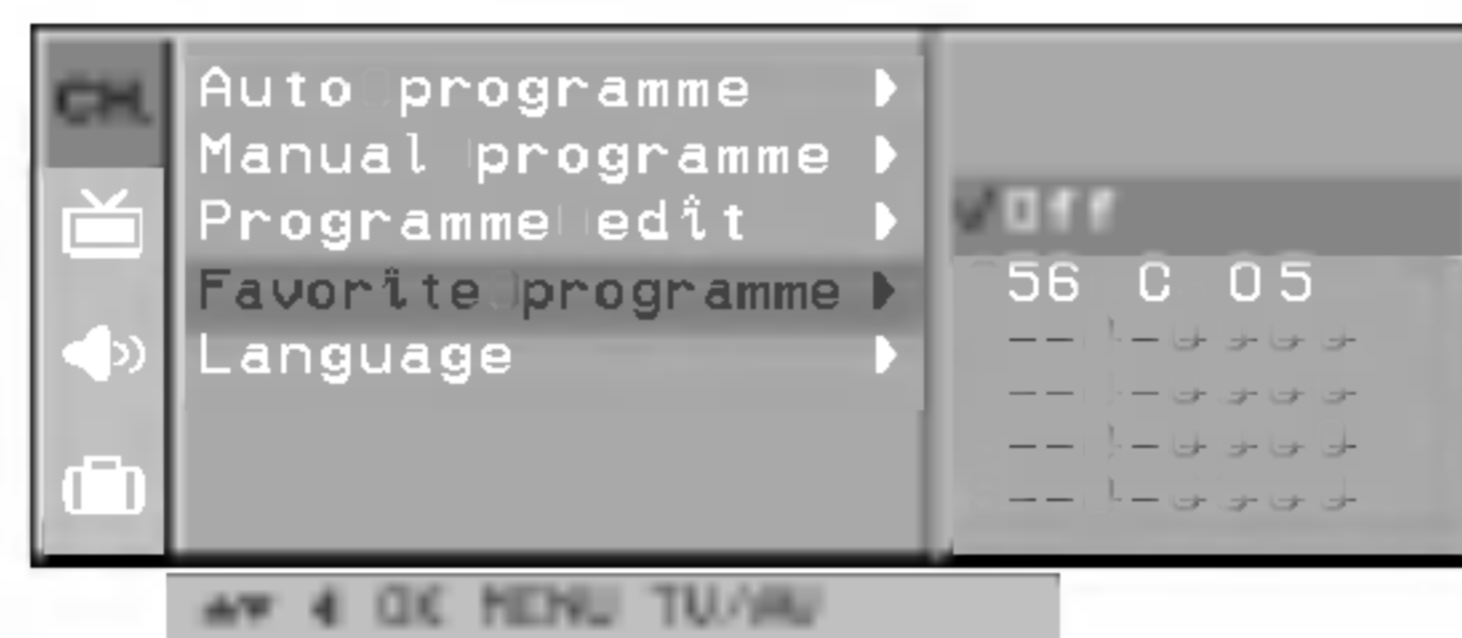 CH.
Auto programme
Manual programme
Programme edit
Favorite programme
Language
✓Off
56 C 05
-- - - - - -
-- - - - - -
-- - - - - -
-- - - - - -
▲▼ ◀ OK MENU TV/AV